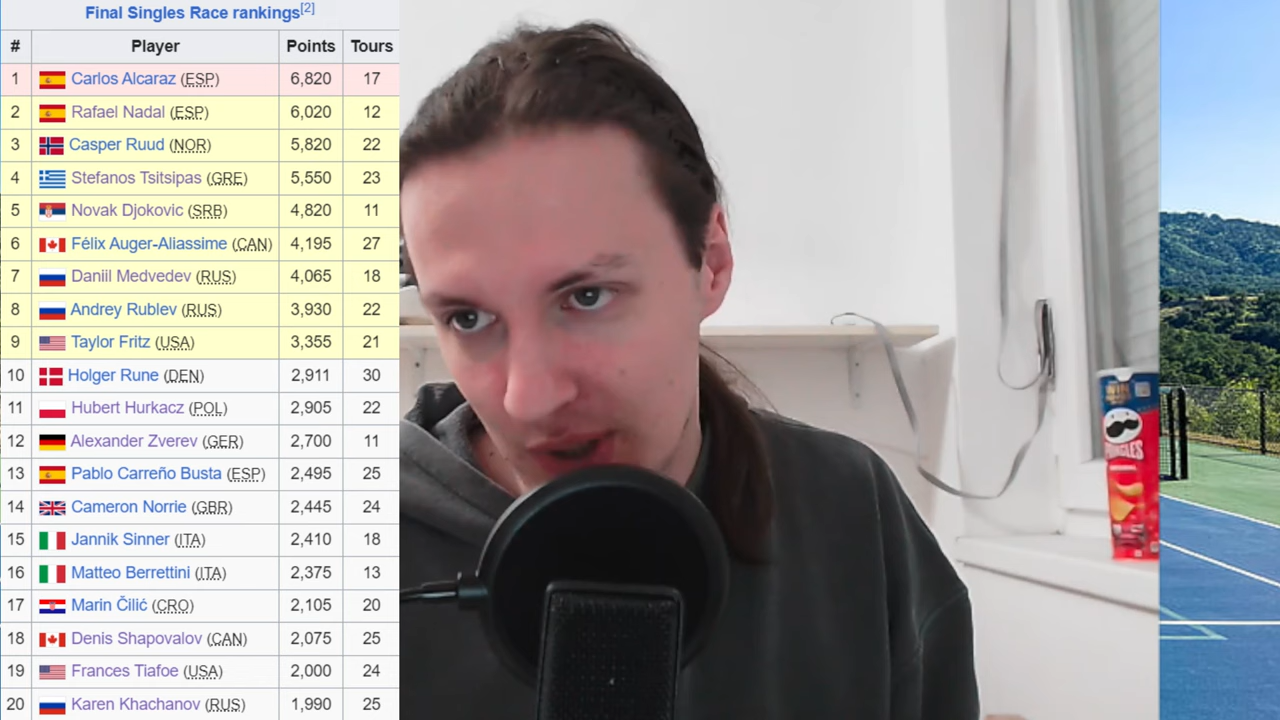 Final Singles Race rankings[2]
# Player Points Tours
1 Carlos Alcaraz (ESP) 6,820 17
2 Rafael Nadal (ESP) 6,020 12
3 Casper Ruud (NOR) 5,820 22
4 Stefanos Tsitsipas (GRE) 5,550 23
5 Novak Djokovic (SRB) 4,820 11
6 Félix Auger-Aliassime (CAN) 4,195 27
7 Daniil Medvedev (RUS) 4,065 18
8 Andrey Rublev (RUS) 3,930 22
9 Taylor Fritz (USA) 3,355 21
10 Holger Rune (DEN) 2,911 30
11 Hubert Hurkacz (POL) 2,905 22
12 Alexander Zverev (GER) 2,700 11
13 Pablo Carreño Busta (ESP) 2,495 25
14 Cameron Norrie (GBR) 2,445 24
15 Jannik Sinner (ITA) 2,410 18
16 Matteo Berrettini (ITA) 2,375 13
17 Marin Čilić (CRO) 2,105 20
18 Denis Shapovalov (CAN) 2,075 25
19 Frances Tiafoe (USA) 2,000 24
20 Karen Khachanov (RUS) 1,990 25
PRINGLES